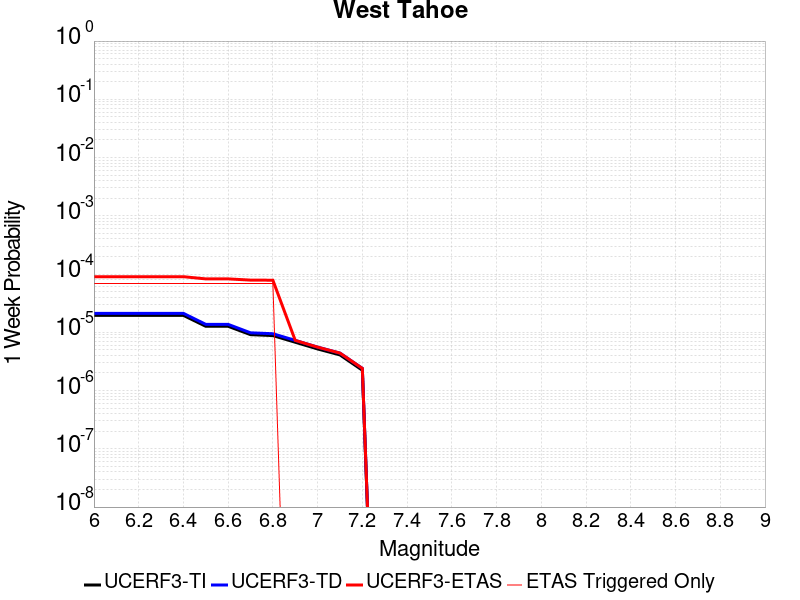 West Tahoe
10^0
10^-1
10^-2
10^-3
10^-4
10^-5
10^-6
10^-7
10^-8
1 Week Probability
6 6.2 6.4 6.6 6.8 7 7.2 7.4 7.6 7.8 8 8.2 8.4 8.6 8.8 9
Magnitude
UCERF3-TI UCERF3-TD UCERF3-ETAS ETAS Triggered Only